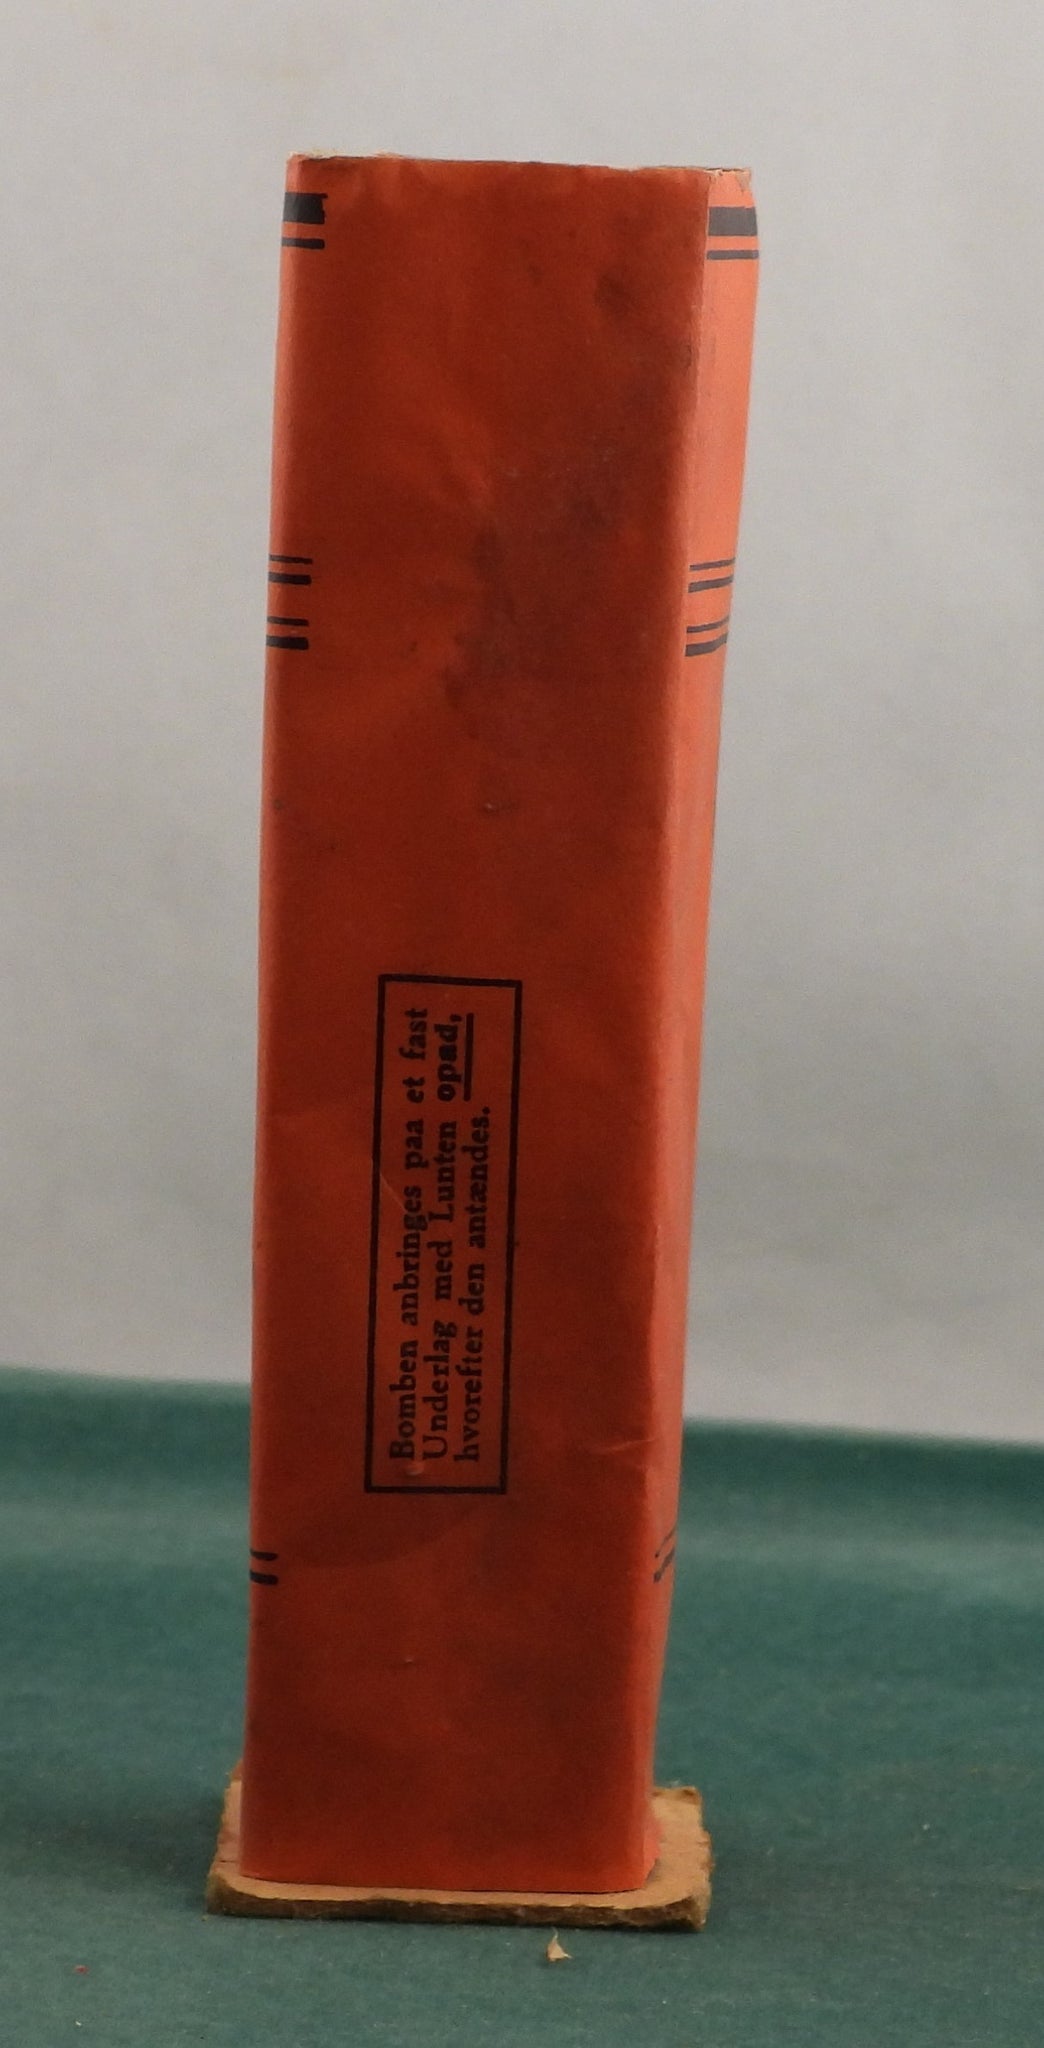 Bomben anbringes paa et fast
Underlag med Lunten opad,
hvorefter den antændes.